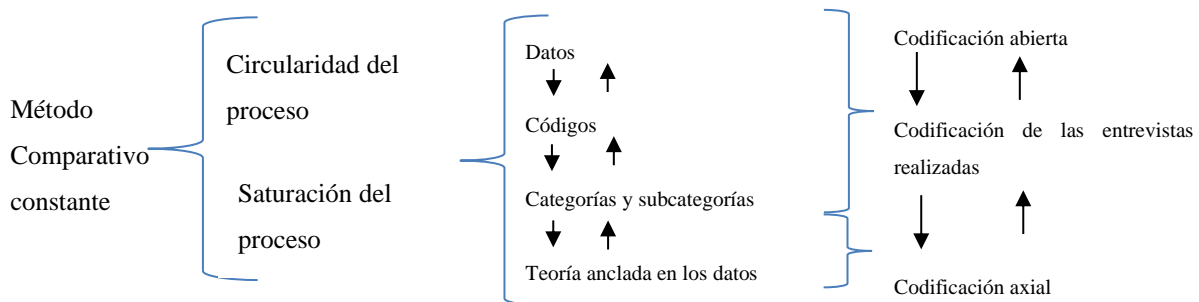 Método
Comparativo
constante
Circularidad del
proceso
Saturación del
proceso
Datos
Códigos
Categorías y subcategorías
Teoría anclada en los datos
Codificación abierta
Codificación de las entrevistas
realizadas
Codificación axial